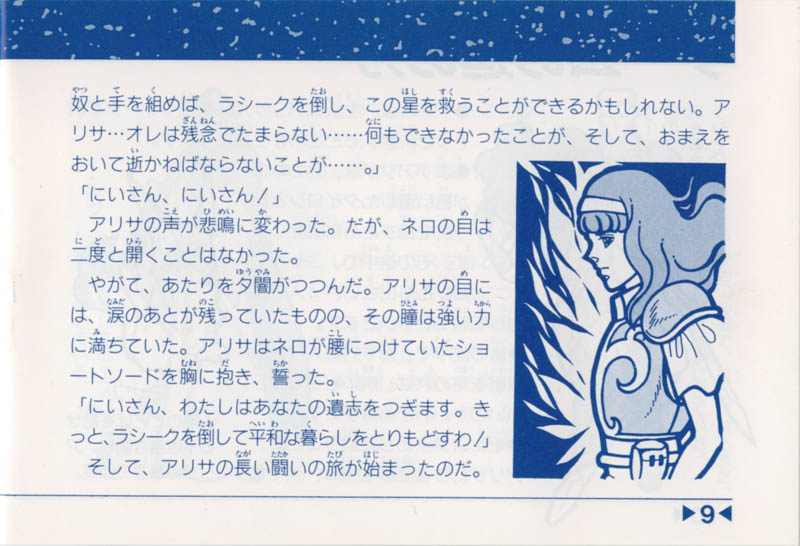 奴と手を組めば、ラシークを倒し、この星を救うことができるかもしれない。ア
リサ…オレは残念でたまらない……何もできなかったことが、そして、おまえを
おいて逝かねばならないことが……。」
「にいさん、にいさん！」
アリサの声が悲鳴に変わった。だが、ネロの目は
二度と開くことはなかった。
やがて、あたりを夕闇がつつんだ。アリサの目に
は、涙のあとが残っていたものの、その瞳は強い力
に満ちていた。アリサはネロが腰につけていたショ
ートソードを胸に抱き、誓った。
「にいさん、わたしはあなたの遺志をつぎます。き
っと、ラシークを倒して平和な暮らしをとりもどすわ！」
そして、アリサの長い闘いの旅が始まったのだ。
▶9◀